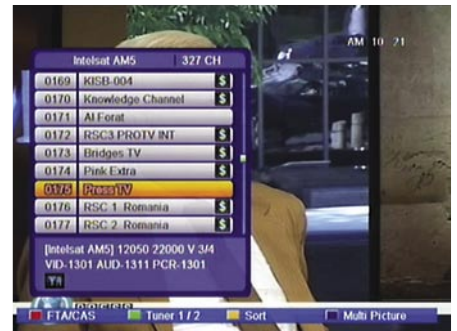 AM 10 21
Intelsat AM5 327 CH
0169 KISB-004 $
0170 Knowledge Channel $
0171 Al Forat
0172 RSC3 PROTV INT $
0173 Bridges TV $
0174 Pink Extra $
0175 Press TV
0176 RSC 1 Romania $
0177 RSC 2 Romania $
[Intelsat AM5] 12050 22000 V 3/4
VID-1301 AUD-1311 PCR-1301
FTA/CAS Tuner 1 / 2 Sort Multi Picture